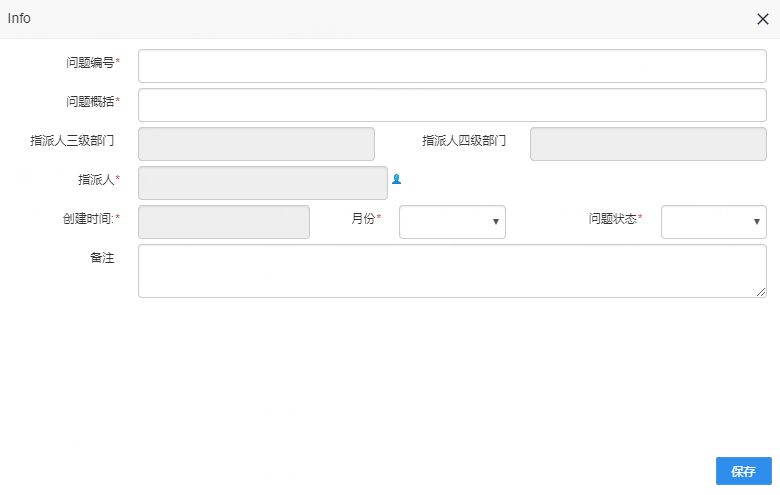 Info
问题编号*
问题概括*
指派人三级部门 指派人四级部门
指派人*
创建时间:* 月份* 问题状态*
备注
保存